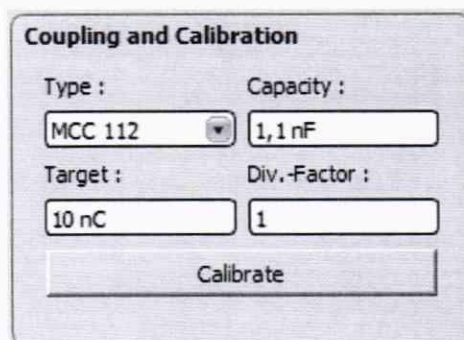 Coupling and Calibration
Type : Capacity :
MCC 112 1,1 nF
Target : Div.-Factor :
10 nC 1
Calibrate